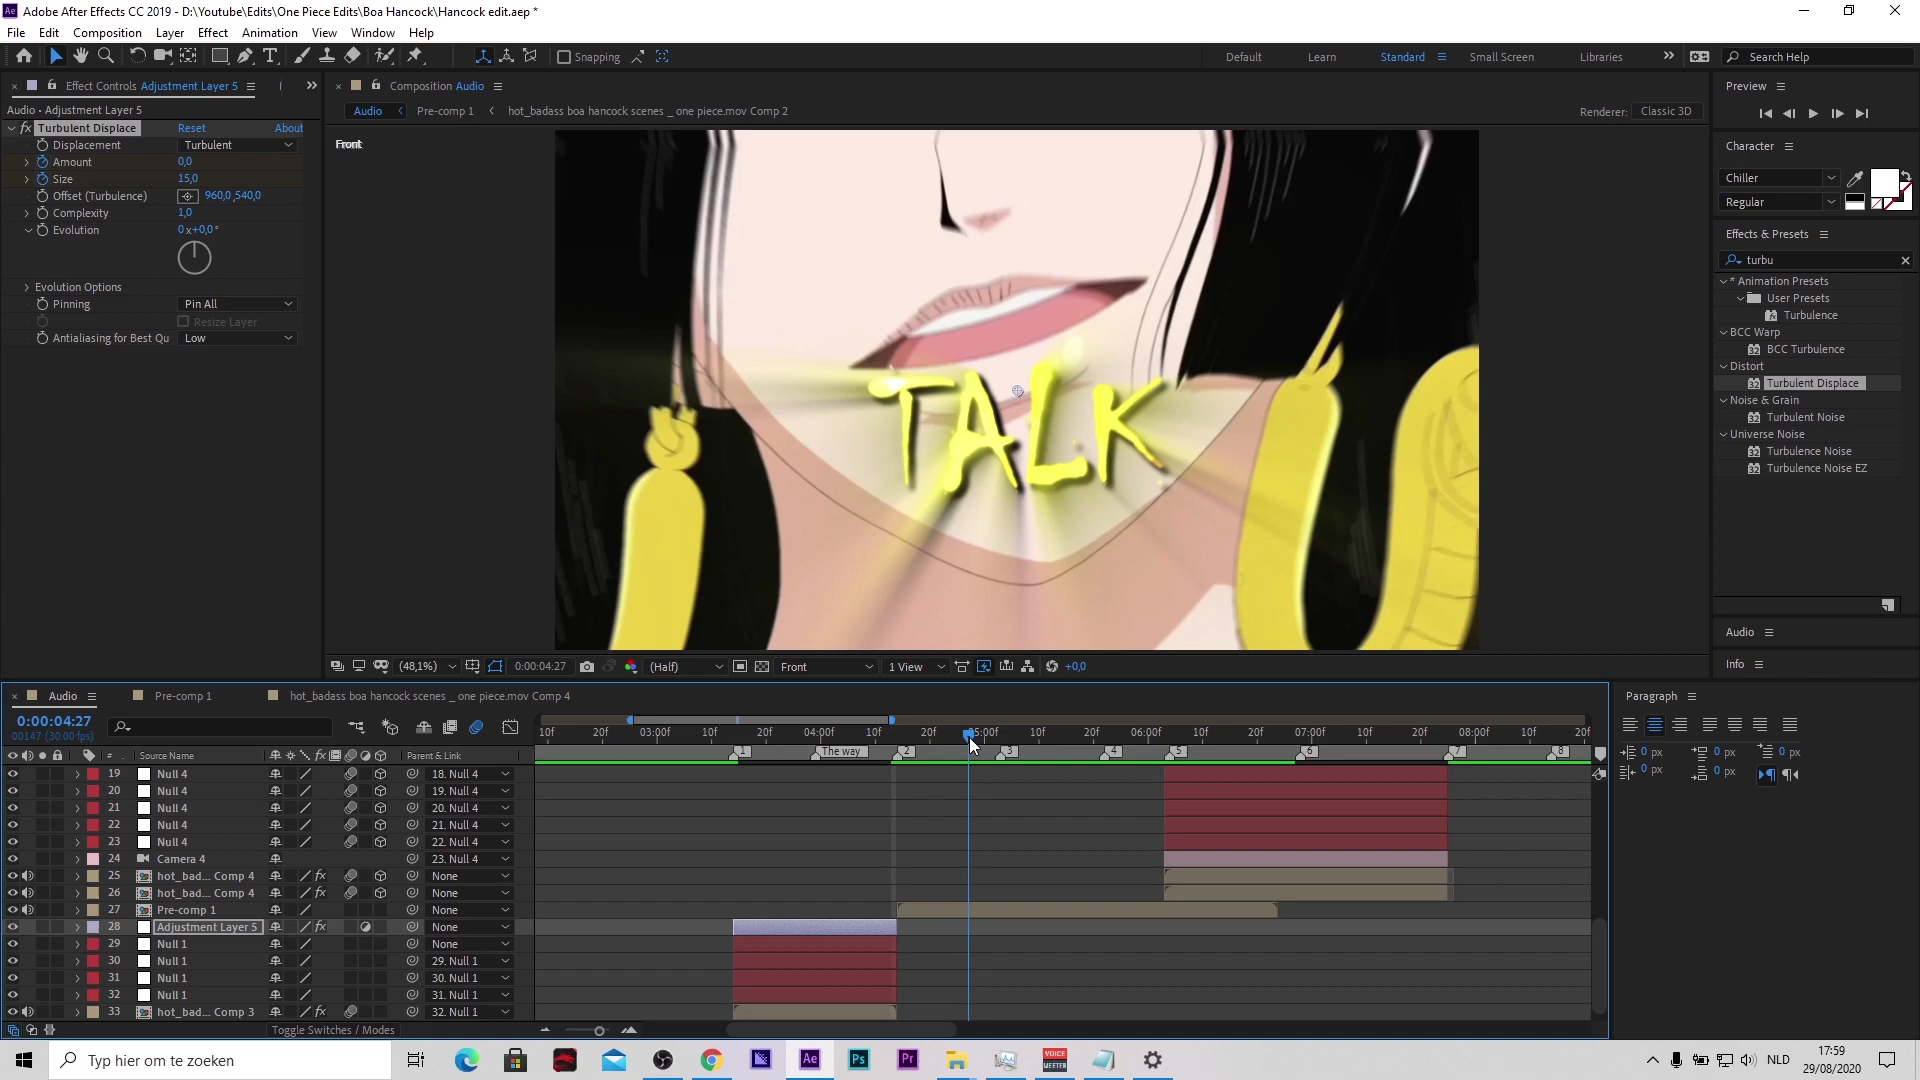 Adobe After Effects CC 2019 - D:\Youtube\Edits\One Piece Edits\Boa Hancock\Hancock edit.aep *
File Edit Composition Layer Effect Animation View Window Help
Snapping Default Learn Standard Small Screen Libraries Search Help
Effect Controls Adjustment Layer 5
Audio • Adjustment Layer 5
fx Turbulent Displace Reset About
Displacement Turbulent
Amount 0,0
Size 15,0
Offset (Turbulence) 960,0,540,0
Complexity 1,0
Evolution 0x+0,0°
Evolution Options
Pinning Pin All
Resize Layer
Antialiasing for Best Qu Low
Composition Audio
Audio Pre-comp 1 hot_badass boa hancock scenes _ one piece.mov Comp 2
Renderer: Classic 3D
Front
TALK
(48,1%) 0:00:04:27 (Half) Front 1 View +0,0
Preview
Character
Chiller
Regular
Effects & Presets
turbu
* Animation Presets
User Presets
Turbulence
BCC Warp
BCC Turbulence
Distort
Turbulent Displace
Noise & Grain
Turbulent Noise
Universe Noise
Turbulence Noise
Turbulence Noise EZ
Audio
Info
Paragraph
0 px 0 px 0 px
0 px 0 px
Audio Pre-comp 1 hot_badass boa hancock scenes _ one piece.mov Comp 4
0:00:04:27
00147 (30.00 fps)
10f 20f 03:00f 10f 20f 04:00f 10f 20f 05:00f 10f 20f 06:00f 10f 20f 07:00f 10f 20f 08:00f 10f 20f
# Source Name Parent & Link
1 The way 2 3 4 5 6 7 8
19 Null 4 18. Null 4
20 Null 4 19. Null 4
21 Null 4 20. Null 4
22 Null 4 21. Null 4
23 Null 4 22. Null 4
24 Camera 4 23. Null 4
25 hot_bad... Comp 4 None
26 hot_bad... Comp 4 None
27 Pre-comp 1 None
28 Adjustment Layer 5 None
29 Null 1 None
30 Null 1 29. Null 1
31 Null 1 30. Null 1
32 Null 1 31. Null 1
33 hot_bad... Comp 3 32. Null 1
Toggle Switches / Modes
Typ hier om te zoeken
Ae Ps Pr VOICE MEETER
NLD
17:59
29/08/2020